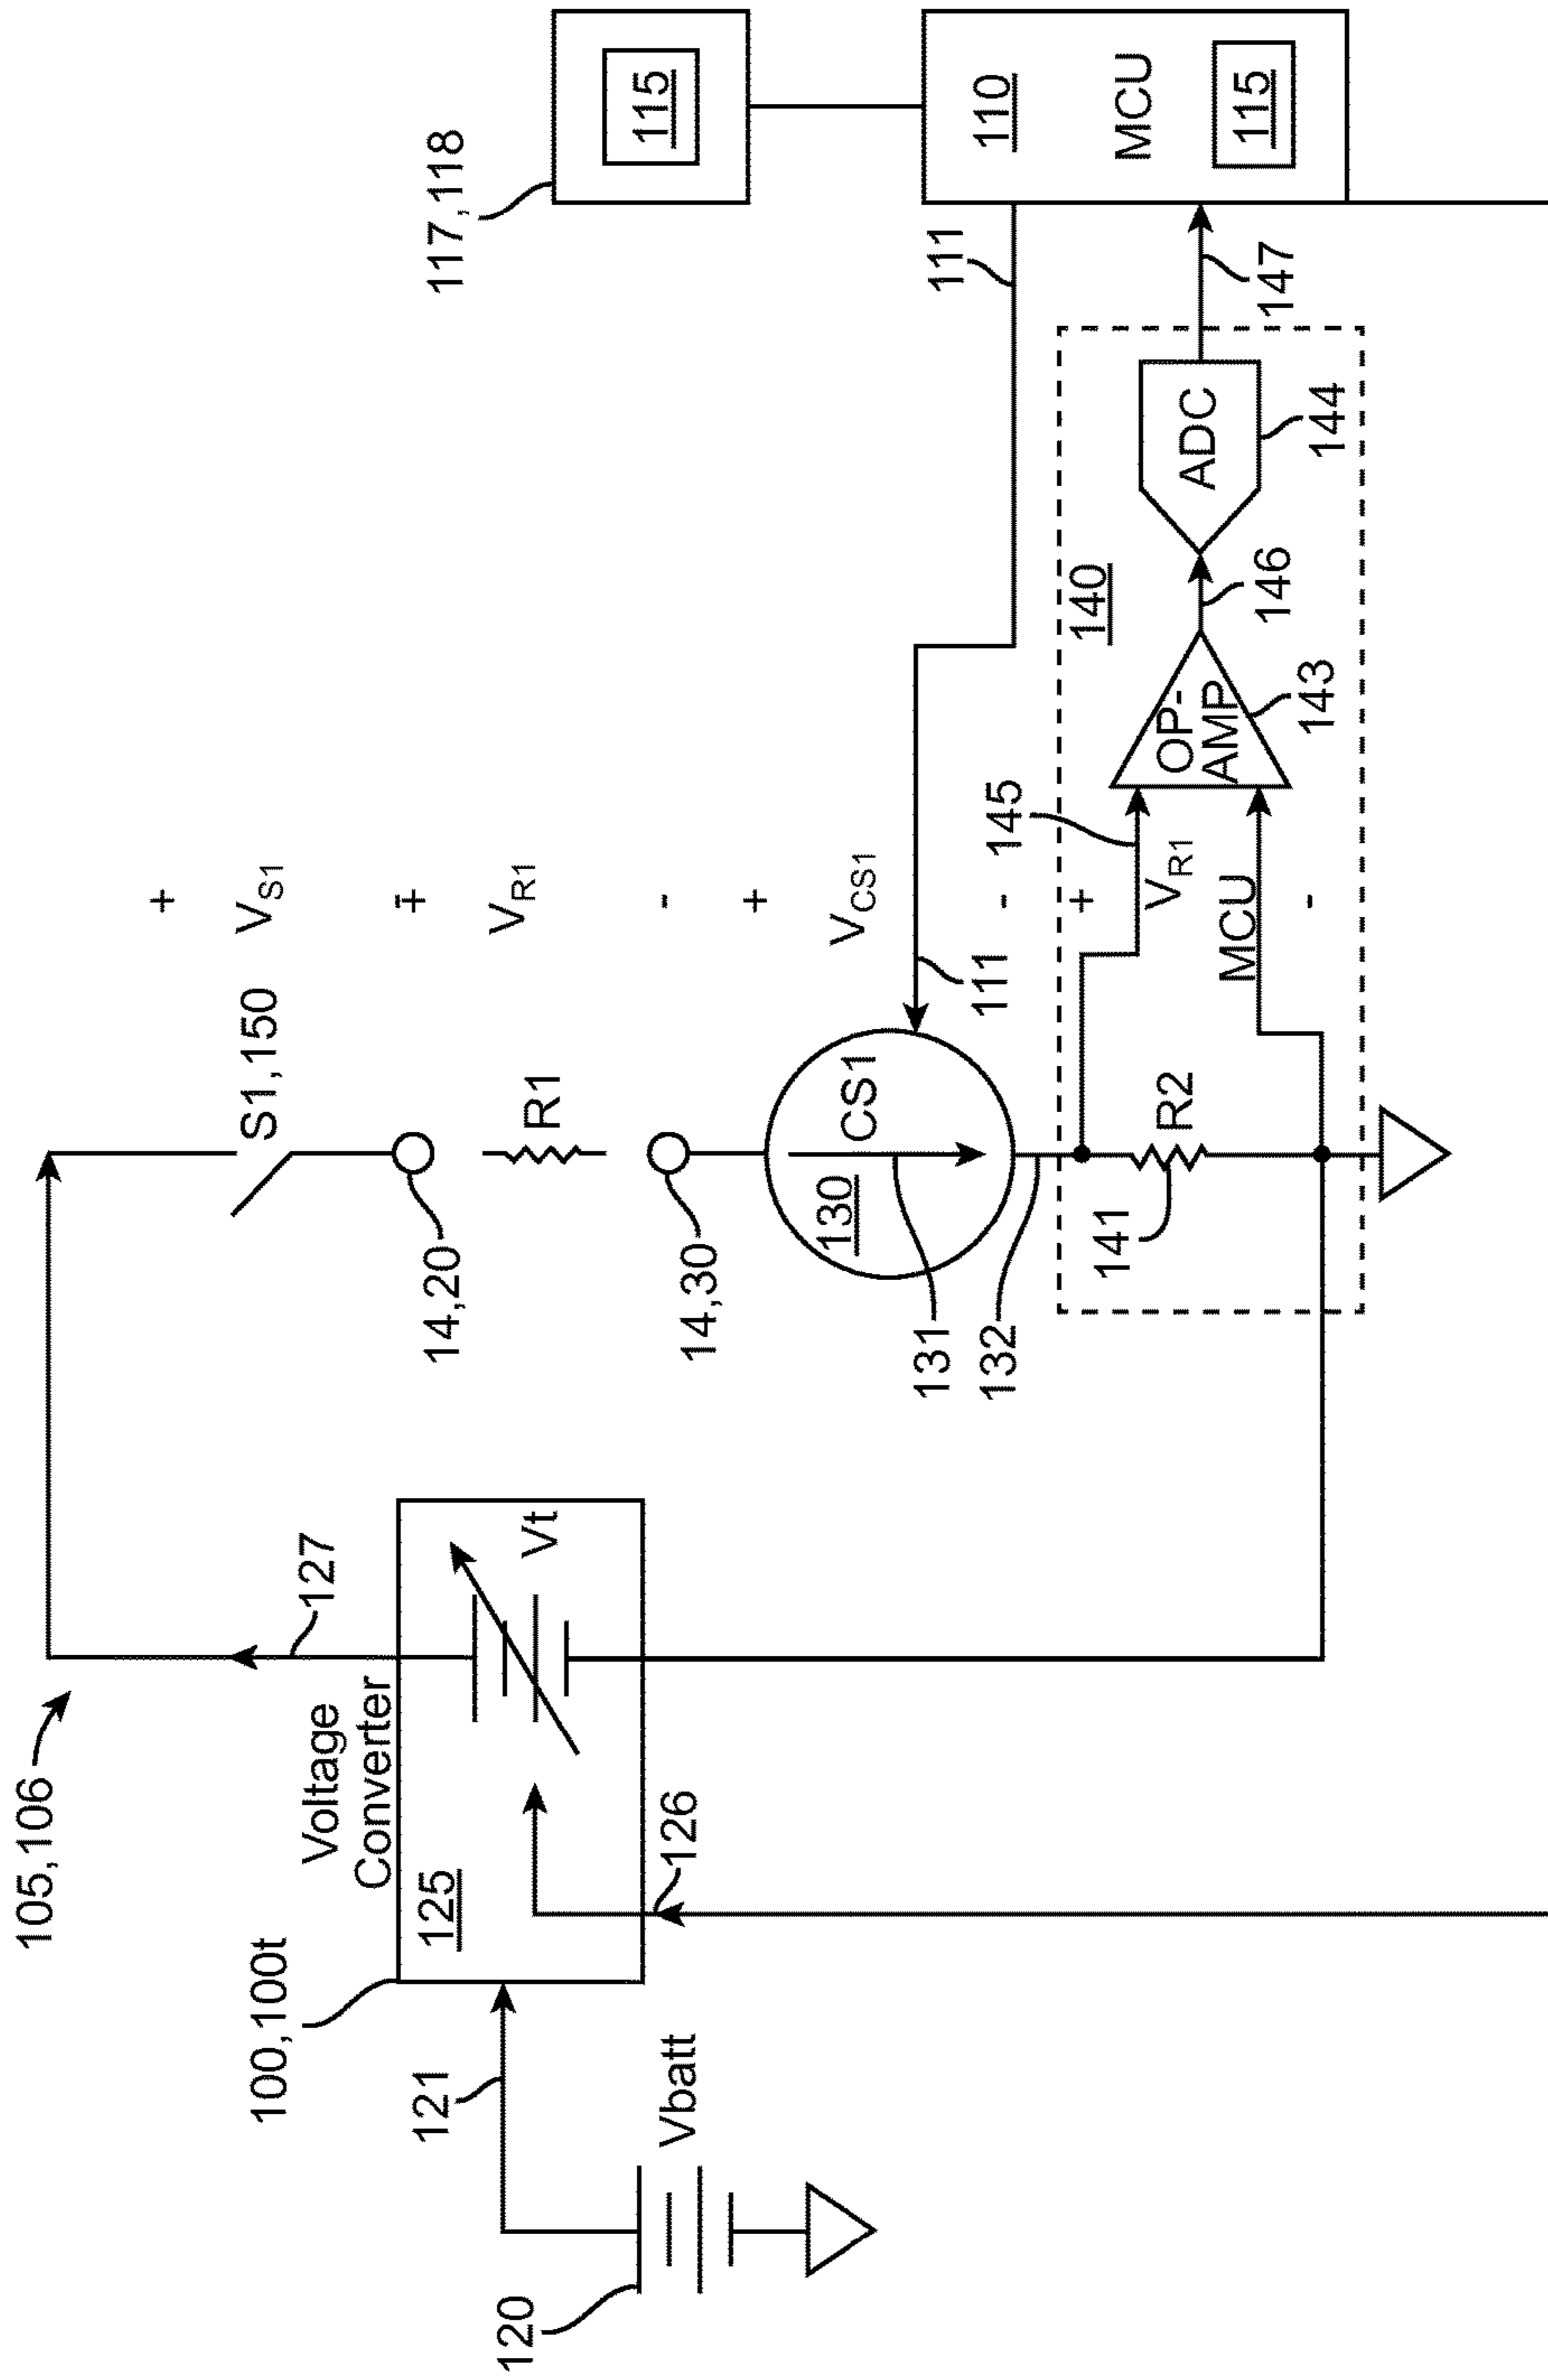 105,106
127
Voltage
Converter
100,100t
125
Vt
126
121
Vbatt
120
S1,150
+
VS1
-
14,20
+
R1
VR1
-
14,30
+
CS1
130
VCS1
-
131
132
111
111
117,118
115
110
MCU
115
140
145
+
VR1
MCU
-
R2
141
OP-
AMP
143
146
ADC
144
147